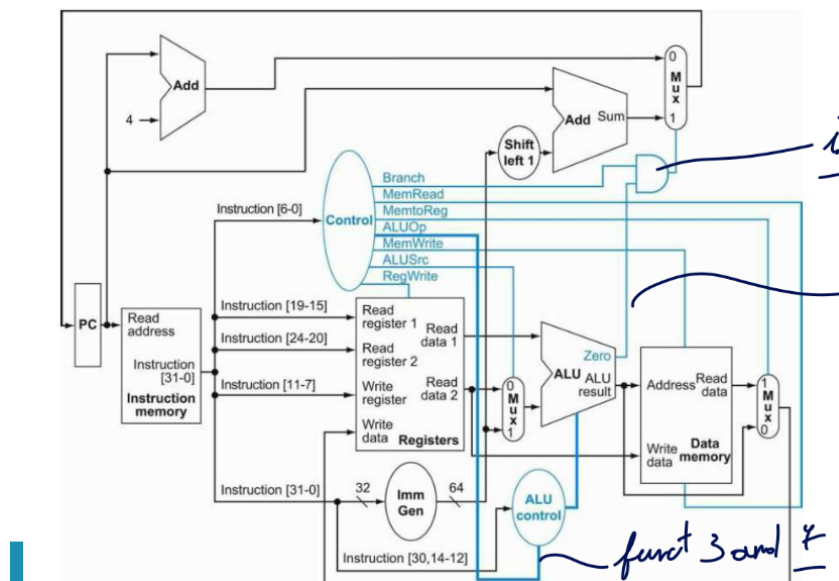 Add
4
0
Mux
1
Add Sum
Shift left 1
Branch
MemRead
MemtoReg
ALUOp
MemWrite
ALUSrc
RegWrite
Instruction [6-0]
Control
PC
Read address
Instruction [31-0]
Instruction memory
Instruction [19-15]
Instruction [24-20]
Instruction [11-7]
Instruction [31-0]
Read register 1
Read register 2
Write register
Write data
Read data 1
Read data 2
Registers
0
Mux
1
Zero
ALU
ALU result
Address
Read data
Write data
Data memory
1
Mux
0
32
Imm Gen
64
ALU control
Instruction [30,14-12]
funct 3 and 7